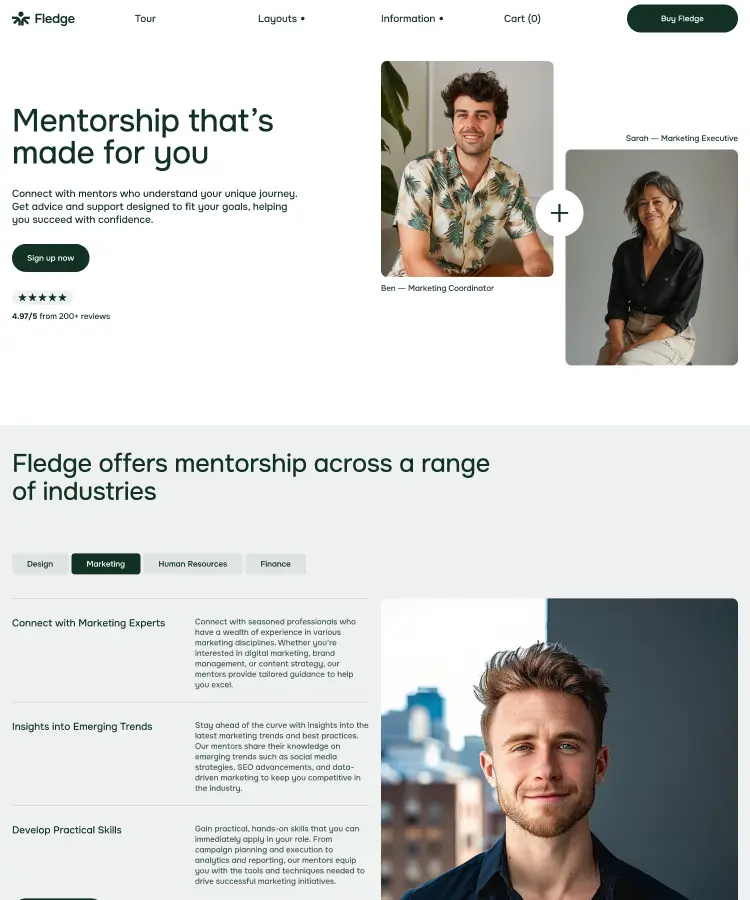 Fledge
Tour
Layouts •
Information •
Cart (0)
Buy Fledge
Mentorship that’s
made for you
Connect with mentors who understand your unique journey.
Get advice and support designed to fit your goals, helping
you succeed with confidence.
Sign up now
★★★★★
4.97/5 from 200+ reviews
Ben — Marketing Coordinator
Sarah — Marketing Executive
Fledge offers mentorship across a range
of industries
Design
Marketing
Human Resources
Finance
Connect with Marketing Experts
Connect with seasoned professionals who
have a wealth of experience in various
marketing disciplines. Whether you’re
interested in digital marketing, brand
management, or content strategy, our
mentors provide tailored guidance to help
you excel.
Insights into Emerging Trends
Stay ahead of the curve with insights into the
latest marketing trends and best practices.
Our mentors share their knowledge on
emerging trends such as social media
strategies, SEO advancements, and data-
driven marketing to keep you competitive in
the industry.
Develop Practical Skills
Gain practical, hands-on skills that you can
immediately apply in your role. From
campaign planning and execution to
analytics and reporting, our mentors equip
you with the tools and techniques needed to
drive successful marketing initiatives.